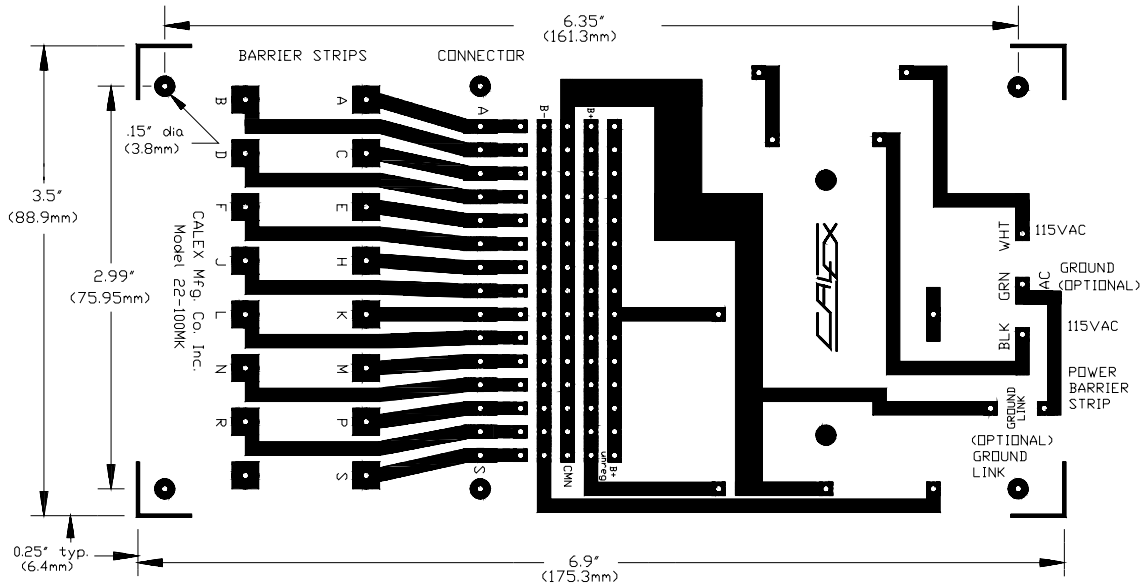 6.35"
(161.3mm)
BARRIER STRIPS
CONNECTOR
B
A
A
B-
B+
.15" dia
(3.8mm)
D
C
3.5"
(88.9mm)
F
E
CALEX Mfg. Co. Inc.
Model 22-100MK
2.99"
(75.95mm)
J
H
L
K
N
M
R
P
S
S
CMN
unreg
B+
CALEX
WHT
115VAC
GRN
AC
GROUND
(OPTIONAL)
BLK
115VAC
POWER
BARRIER
STRIP
GROUND
LINK
(OPTIONAL)
GROUND
LINK
0.25" typ.
(6.4mm)
6.9"
(175.3mm)